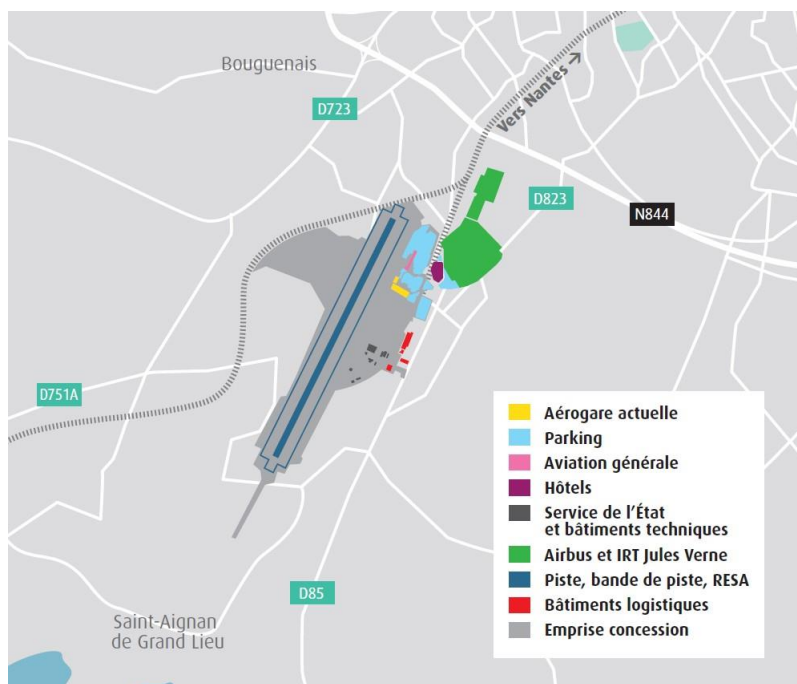 Bouguenais
Vers Nantes →
D723
D823
N844
D751A
Aérogare actuelle
Parking
Aviation générale
Hôtels
Service de l'État
et bâtiments techniques
Airbus et IRT Jules Verne
Piste, bande de piste, RESA
Bâtiments logistiques
Emprise concession
D85
Saint-Aignan
de Grand Lieu